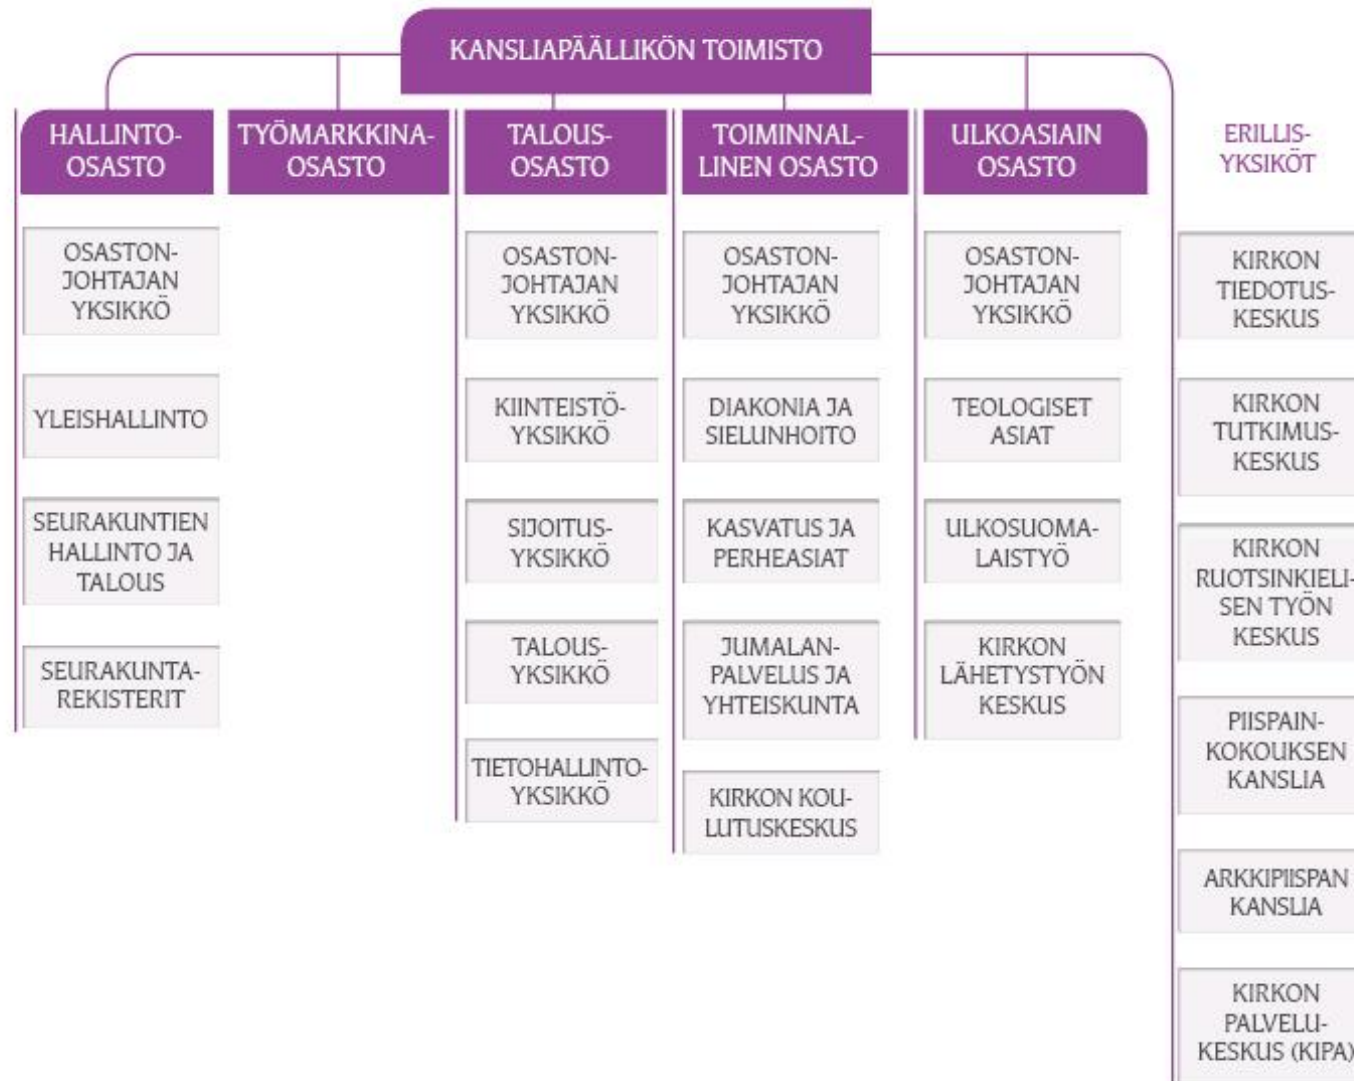 KANSLIAPÄÄLLIKÖN TOIMISTO
HALLINTO-
OSASTO
OSASTON-
JOHTAJAN
YKSIKKÖ
YLEISHALLINTO
SEURAKUNTIEN
HALLINTO JA
TALOUS
SEURAKUNTA-
REKISTERIT
TYÖMARKKINA-
OSASTO
TALOUS-
OSASTO
OSASTON-
JOHTAJAN
YKSIKKÖ
KIINTEISTÖ-
YKSIKKÖ
SIJOITUS-
YKSIKKÖ
TALOUS-
YKSIKKÖ
TIETOHALLINTO-
YKSIKKÖ
TOIMINNAL-
LINEN OSASTO
OSASTON-
JOHTAJAN
YKSIKKÖ
DIAKONIA JA
SIELUNHOITO
KASVATUS JA
PERHEASIAT
JUMALAN-
PALVELUS JA
YHTEISKUNTA
KIRKON KOU-
LUTUSKESKUS
ULKOASIAIN
OSASTO
OSASTON-
JOHTAJAN
YKSIKKÖ
TEOLOGISET
ASIAT
ULKOSUOMA-
LAISTYÖ
KIRKON
LÄHETYSTYÖN
KESKUS
ERILLIS-
YKSIKÖT
KIRKON
TIEDOTUS-
KESKUS
KIRKON
TUTKIMUS-
KESKUS
KIRKON
RUOTSINKIELI-
SEN TYÖN
KESKUS
PIISPAIN-
KOKOUKSEN
KANSLIA
ARKKIPIISPAN
KANSLIA
KIRKON
PALVELU-
KESKUS (KIPA)